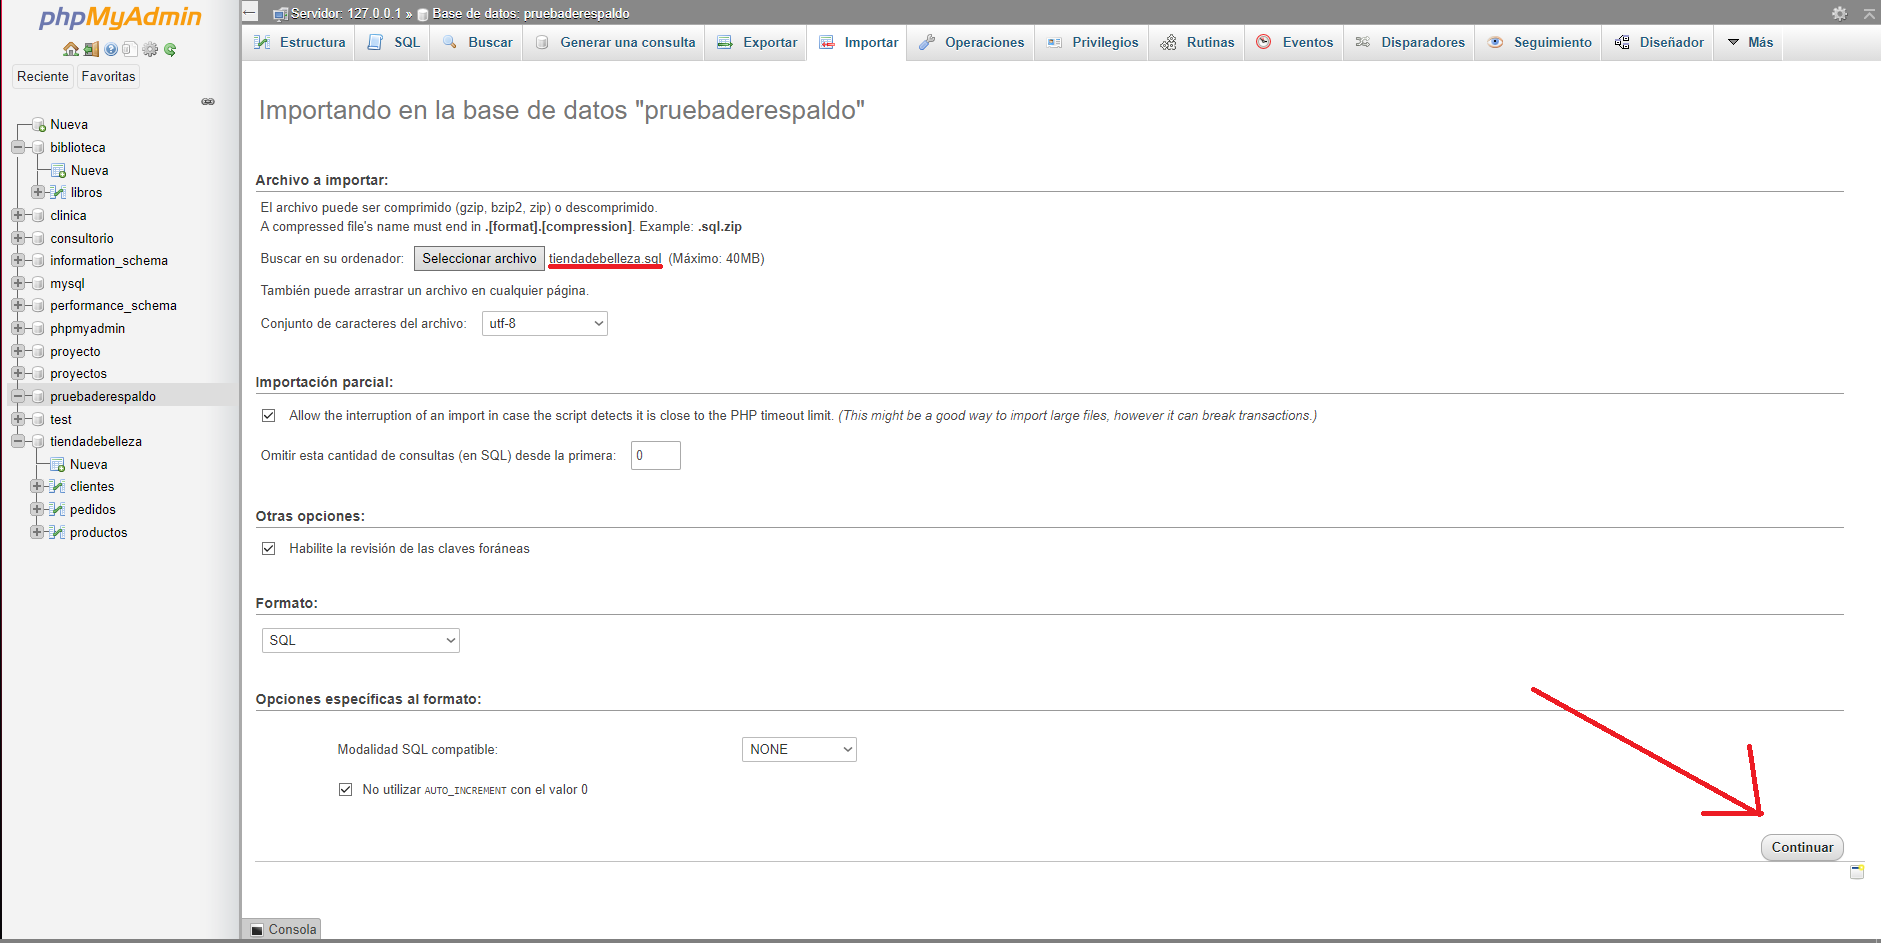 phpMyAdmin
Reciente Favoritas
Nueva
biblioteca
Nueva
libros
clinica
consultorio
information_schema
mysql
performance_schema
phpmyadmin
proyecto
proyectos
pruebaderespaldo
test
tiendadebelleza
Nueva
clientes
pedidos
productos
Servidor: 127.0.0.1 » Base de datos: pruebaderespaldo
Estructura SQL Buscar Generar una consulta Exportar Importar Operaciones Privilegios Rutinas Eventos Disparadores Seguimiento Diseñador Más
Importando en la base de datos "pruebaderespaldo"
Archivo a importar:
El archivo puede ser comprimido (gzip, bzip2, zip) o descomprimido.
A compressed file's name must end in .[format].[compression]. Example: .sql.zip
Buscar en su ordenador: Seleccionar archivo tiendadebelleza.sql (Máximo: 40MB)
También puede arrastrar un archivo en cualquier página.
Conjunto de caracteres del archivo: utf-8
Importación parcial:
Allow the interruption of an import in case the script detects it is close to the PHP timeout limit. (This might be a good way to import large files, however it can break transactions.)
Omitir esta cantidad de consultas (en SQL) desde la primera: 0
Otras opciones:
Habilite la revisión de las claves foráneas
Formato:
SQL
Opciones específicas al formato:
Modalidad SQL compatible: NONE
No utilizar AUTO_INCREMENT con el valor 0
Continuar
Consola